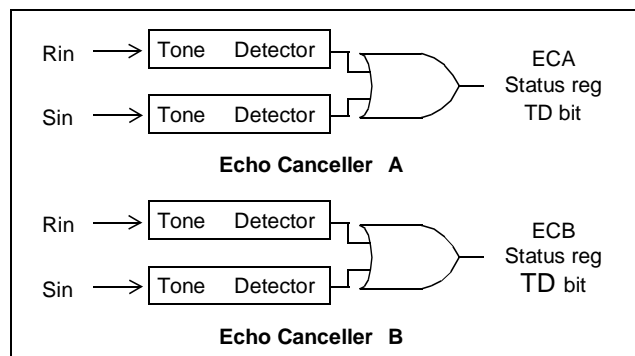 Rin
Tone Detector
Sin
Tone Detector
ECA
Status reg
TD bit
Echo Canceller A
Rin
Tone Detector
Sin
Tone Detector
ECB
Status reg
TD bit
Echo Canceller B